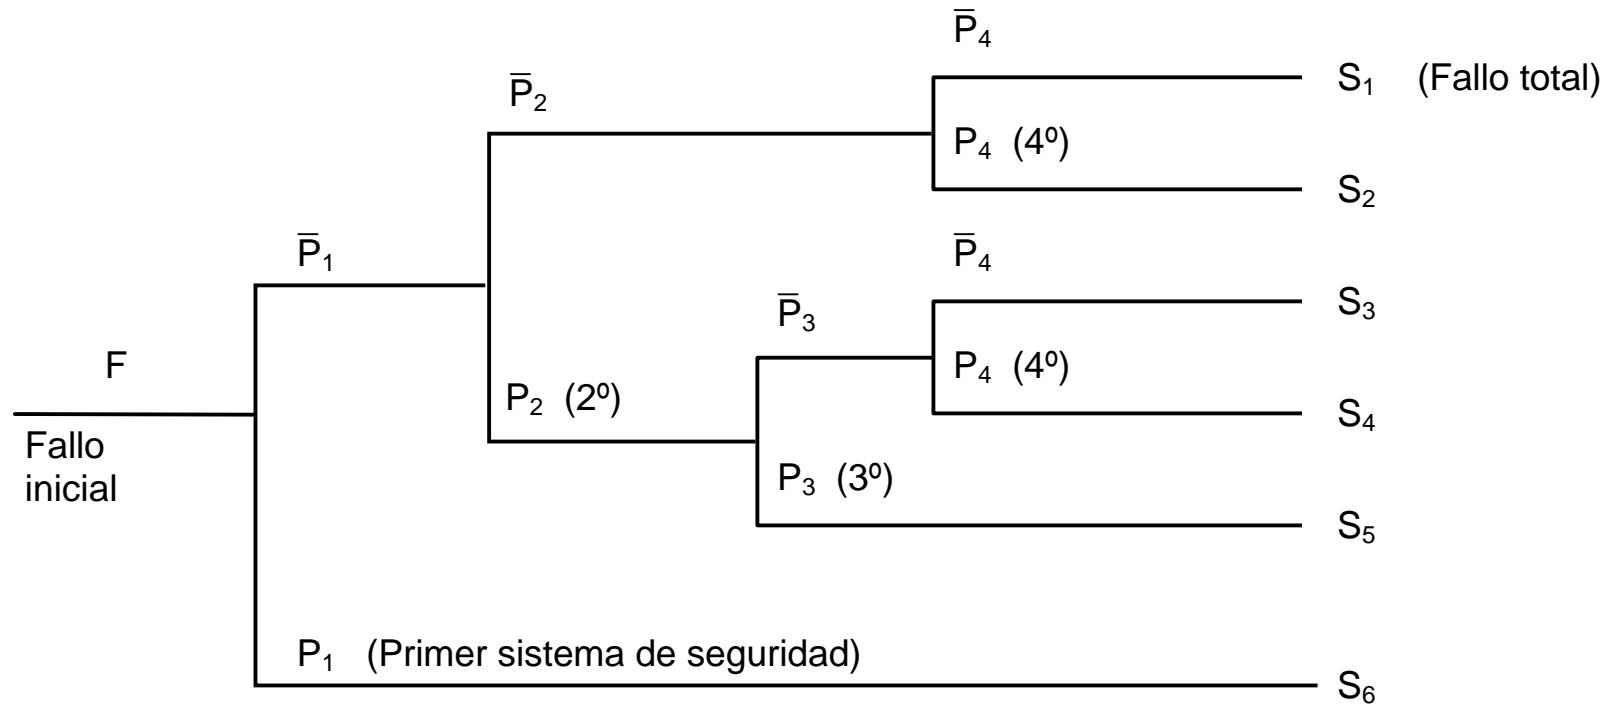 P̅₄
S₁ (Fallo total)
P̅₂
P₄ (4º)
S₂
P̅₁
P̅₄
S₃
P̅₃
F
P₄ (4º)
P₂ (2º)
S₄
Fallo
inicial
P₃ (3º)
S₅
P₁ (Primer sistema de seguridad)
S₆